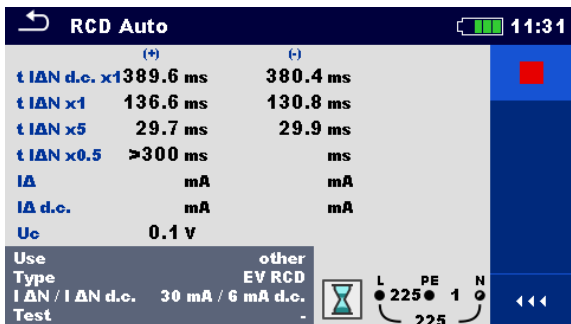 RCD Auto 11:31
(+) (-)
t IΔN d.c. x1 389.6 ms 380.4 ms
t IΔN x1 136.6 ms 130.8 ms
t IΔN x5 29.7 ms 29.9 ms
t IΔN x0.5 >300 ms ms
IΔ mA mA
IΔ d.c. mA mA
Uc 0.1 V
Use other
Type EV RCD
I ΔN / I ΔN d.c. 30 mA / 6 mA d.c.
Test -
L PE N
225 1
225